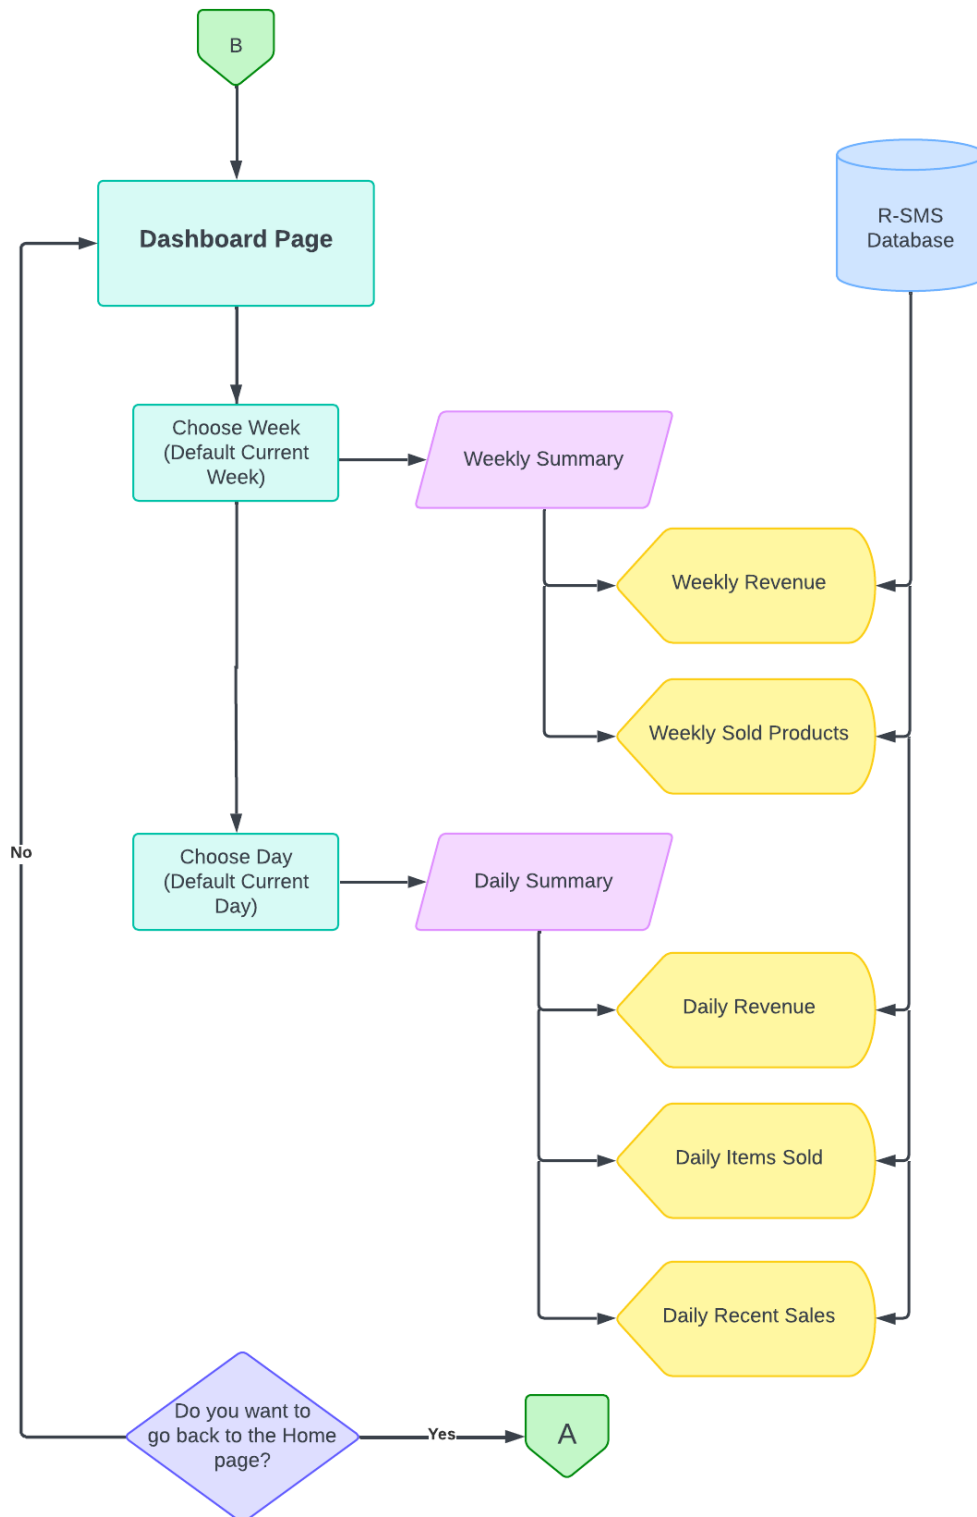 B
Dashboard Page
R-SMS
Database
Choose Week
(Default Current
Week)
Weekly Summary
Weekly Revenue
Weekly Sold Products
No
Choose Day
(Default Current
Day)
Daily Summary
Daily Revenue
Daily Items Sold
Daily Recent Sales
Do you want to
go back to the Home
page?
Yes
A